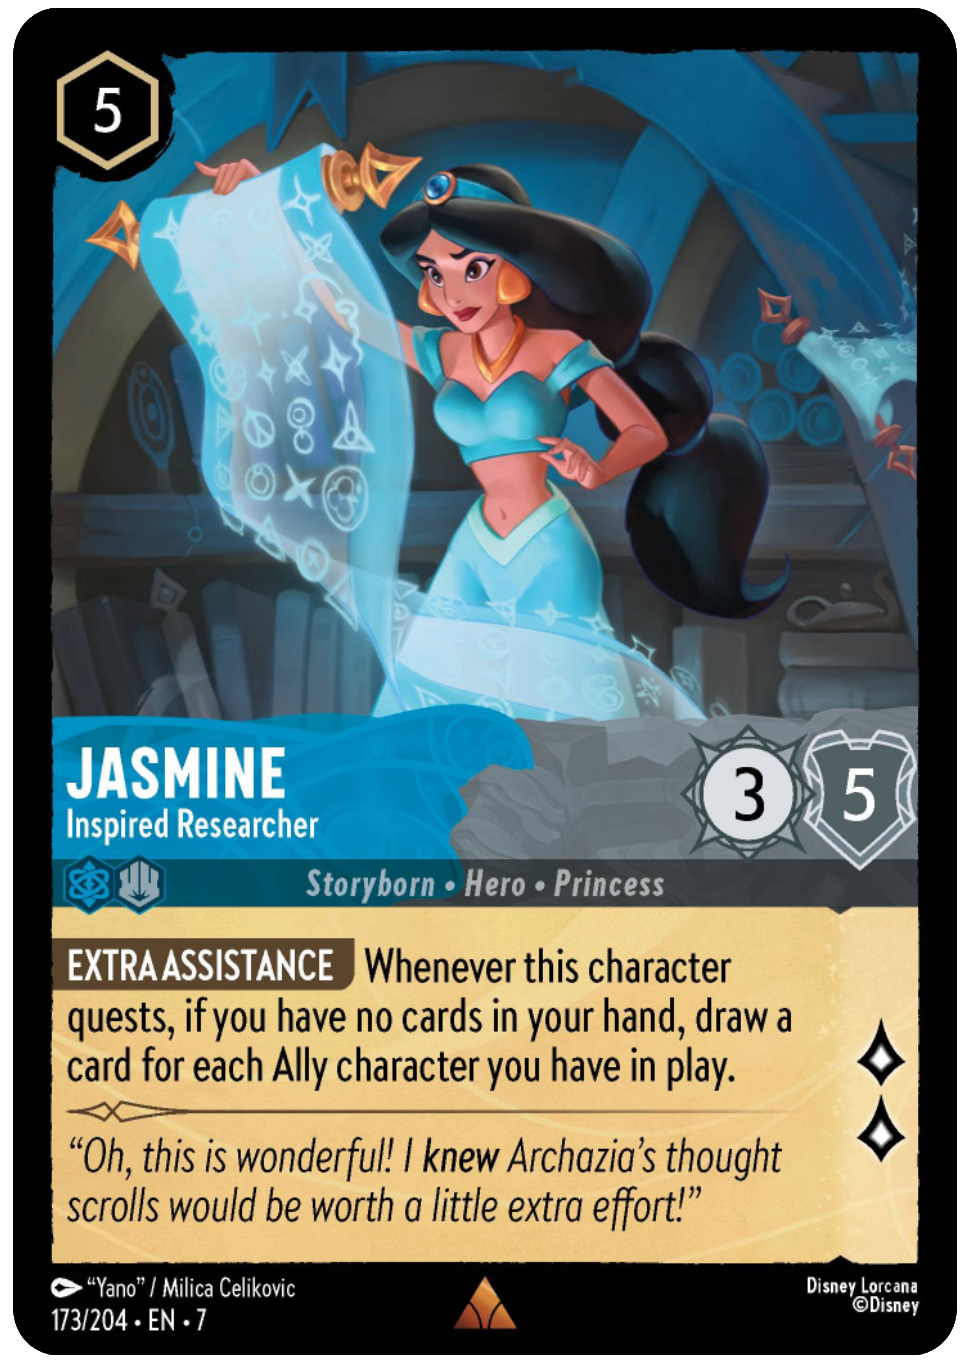 5
JASMINE
Inspired Researcher
3
5
Storyborn • Hero • Princess
EXTRA ASSISTANCE Whenever this character
quests, if you have no cards in your hand, draw a
card for each Ally character you have in play.
“Oh, this is wonderful! I knew Archazia’s thought
scrolls would be worth a little extra effort!”
“Yano” / Milica Celikovic
173/204 • EN • 7
Disney Lorcana
©Disney